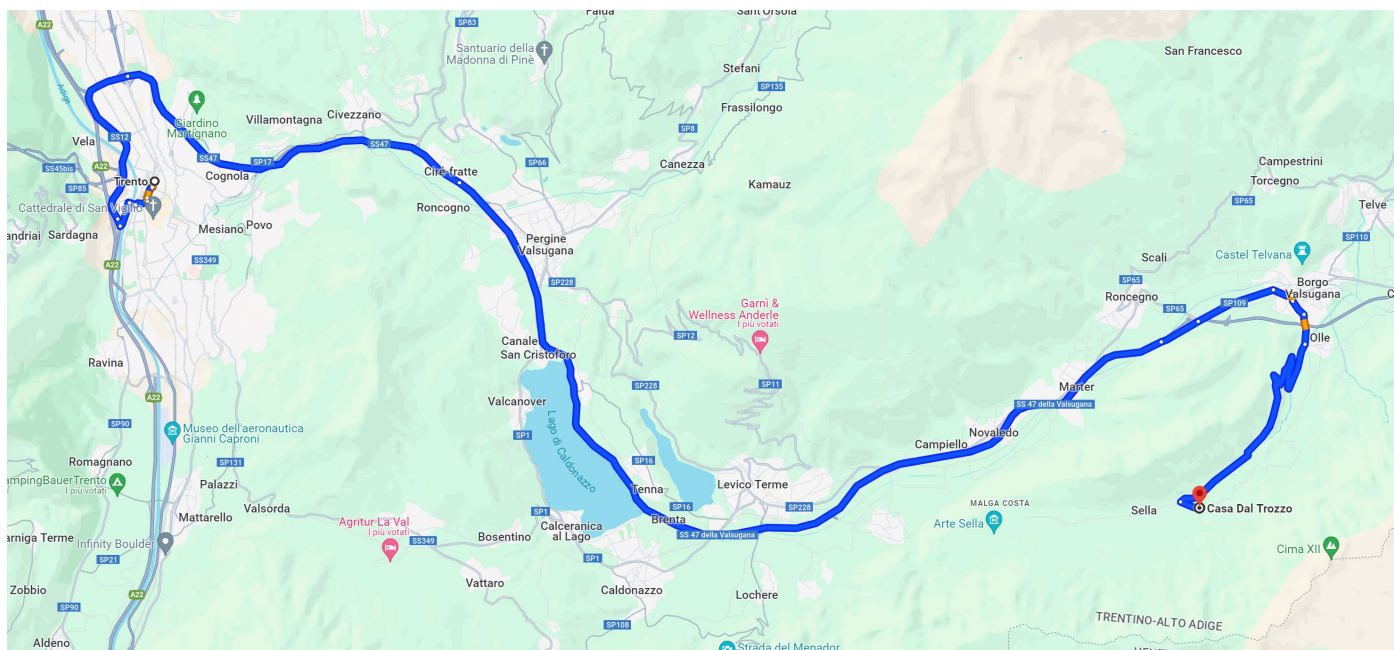 A22
SP83
Falda
Sant'Orsola
San Francesco
Santuario della
Madonna di Pinè
Stefani
SP135
Adige
Giardino
Martignano
Villamontagna
Civezzano
Frassilongo
Vela
SS12
SS47
SP17
SS47
SP8
Canezza
Campestrini
Torcegno
A22
SS45bis
Cognola
Cirè-fratte
SP66
Kamauz
SP85
Trento
SP65
Telve
Cattedrale di San Vigilio
Roncogno
Mesiano
Povo
Sardagna
Pergine
Valsugana
SP110
SS349
A22
Castel Telvana
Scali
SP228
SP65
Borgo
Valsugana
Roncegno
Garnì &
Wellness Anderle
I più votati
SP65
SP109
SP12
Canale
San Cristoforo
Olle
Ravina
SP228
SP11
Marter
A22
Valcanover
SS 47 della Valsugana
Museo dell'aeronautica
Gianni Caproni
SP90
SP1
Lago di Caldonazzo
Novaledo
Campiello
Romagnano
SP131
SP16
CampingBauerTrento
I più votati
Palazzi
Tenna
Levico Terme
MALGA COSTA
Valsorda
SP1
SP16
SP228
Sella
Casa Dal Trozzo
Mattarello
Agritur La Val
I più votati
Calceranica
al Lago
Brenta
SS 47 della Valsugana
Arte Sella
Bosentino
SS349
Infinity Boulder
SP1
Cima XII
SP21
Vattaro
Zobbio
Caldonazzo
Lochere
A22
SP90
SP108
TRENTINO-ALTO ADIGE
Aldeno
Strada del Menador